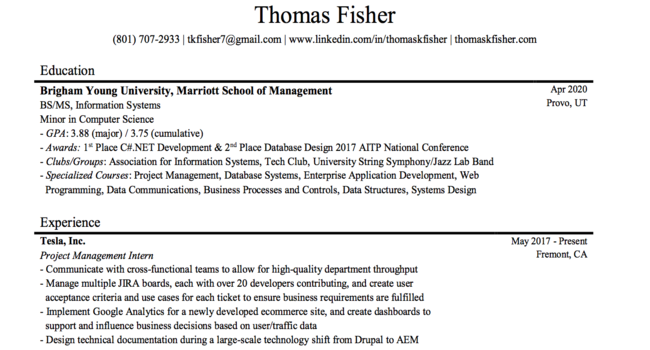 Thomas Fisher
(801) 707-2933 | tkfisher7@gmail.com | www.linkedin.com/in/thomaskfisher | thomaskfisher.com
Education
Brigham Young University, Marriott School of Management Apr 2020
BS/MS, Information Systems Provo, UT
Minor in Computer Science
- GPA: 3.88 (major) / 3.75 (cumulative)
- Awards: 1st Place C#.NET Development & 2nd Place Database Design 2017 AITP National Conference
- Clubs/Groups: Association for Information Systems, Tech Club, University String Symphony/Jazz Lab Band
- Specialized Courses: Project Management, Database Systems, Enterprise Application Development, Web
Programming, Data Communications, Business Processes and Controls, Data Structures, Systems Design
Experience
Tesla, Inc. May 2017 - Present
Project Management Intern Fremont, CA
- Communicate with cross-functional teams to allow for high-quality department throughput
- Manage multiple JIRA boards, each with over 20 developers contributing, and create user
acceptance criteria and use cases for each ticket to ensure business requirements are fulfilled
- Implement Google Analytics for a newly developed ecommerce site, and create dashboards to
support and influence business decisions based on user/traffic data
- Design technical documentation during a large-scale technology shift from Drupal to AEM